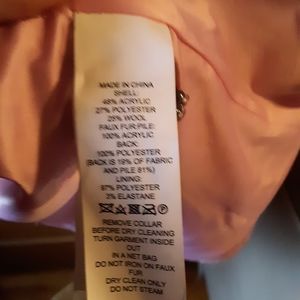 MADE IN CHINA
SHELL:
48% ACRYLIC
27% POLYESTER
25% WOOL
FAUX FUR:PILE:
100% ACRYLIC
BACK:
100% POLYESTER
(BACK IS 19% OF FABRIC
AND PILE 81%)
LINING:
97% POLYESTER
3% ELASTANE
REMOVE COLLAR
BEFORE DRY CLEANING
TURN GARMENT INSIDE
OUT
IN A NET BAG
DO NOT IRON ON FAUX
FUR
DRY CLEAN ONLY
DO NOT STEAM